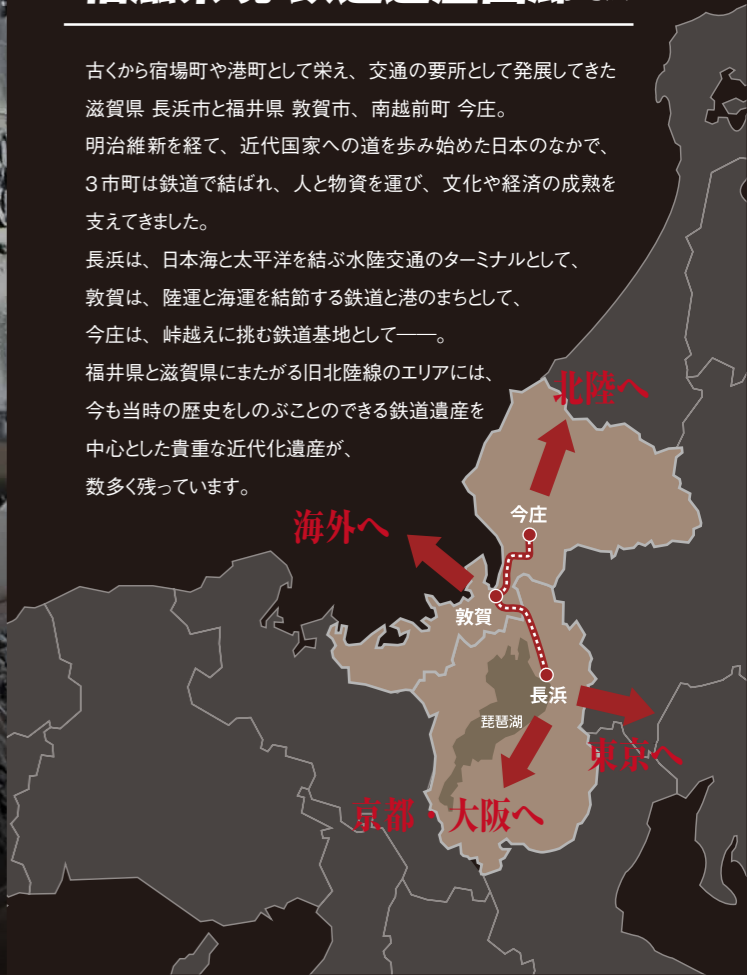 古くから宿場町や港町として栄え、交通の要所として発展してきた
滋賀県 長浜市と福井県 敦賀市、南越前町 今庄。
明治維新を経て、近代国家への道を歩み始めた日本のなかで、
3市町は鉄道で結ばれ、人と物資を運び、文化や経済の成熟を
支えてきました。
長浜は、日本海と太平洋を結ぶ水陸交通のターミナルとして、
敦賀は、陸運と海運を結節する鉄道と港のまちとして、
今庄は、峠越えに挑む鉄道基地として――。
福井県と滋賀県にまたがる旧北陸線のエリアには、
今も当時の歴史をしのぶことのできる鉄道遺産を
中心とした貴重な近代化遺産が、
数多く残っています。
北陸へ
今庄
海外へ
敦賀
長浜
琵琶湖
東京へ
京都・大阪へ